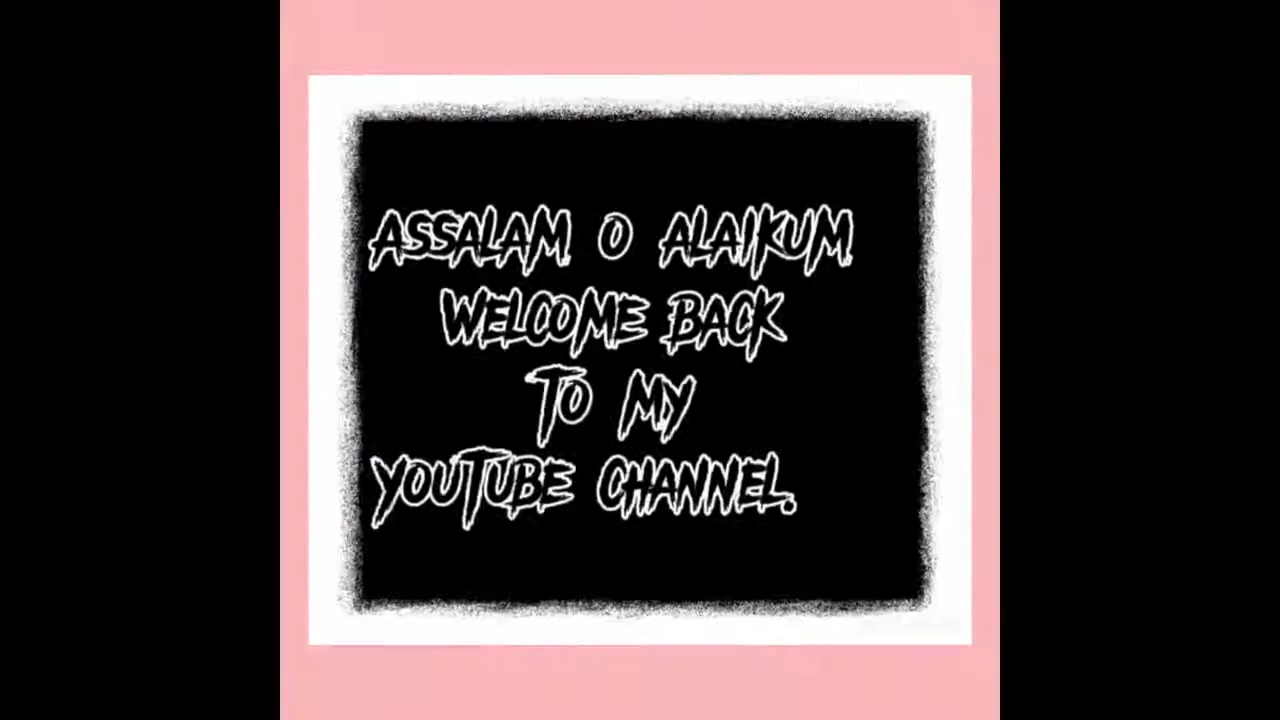 ASSALAM O ALAIKUM
WELCOME BACK
TO MY
YOUTUBE CHANNEL.